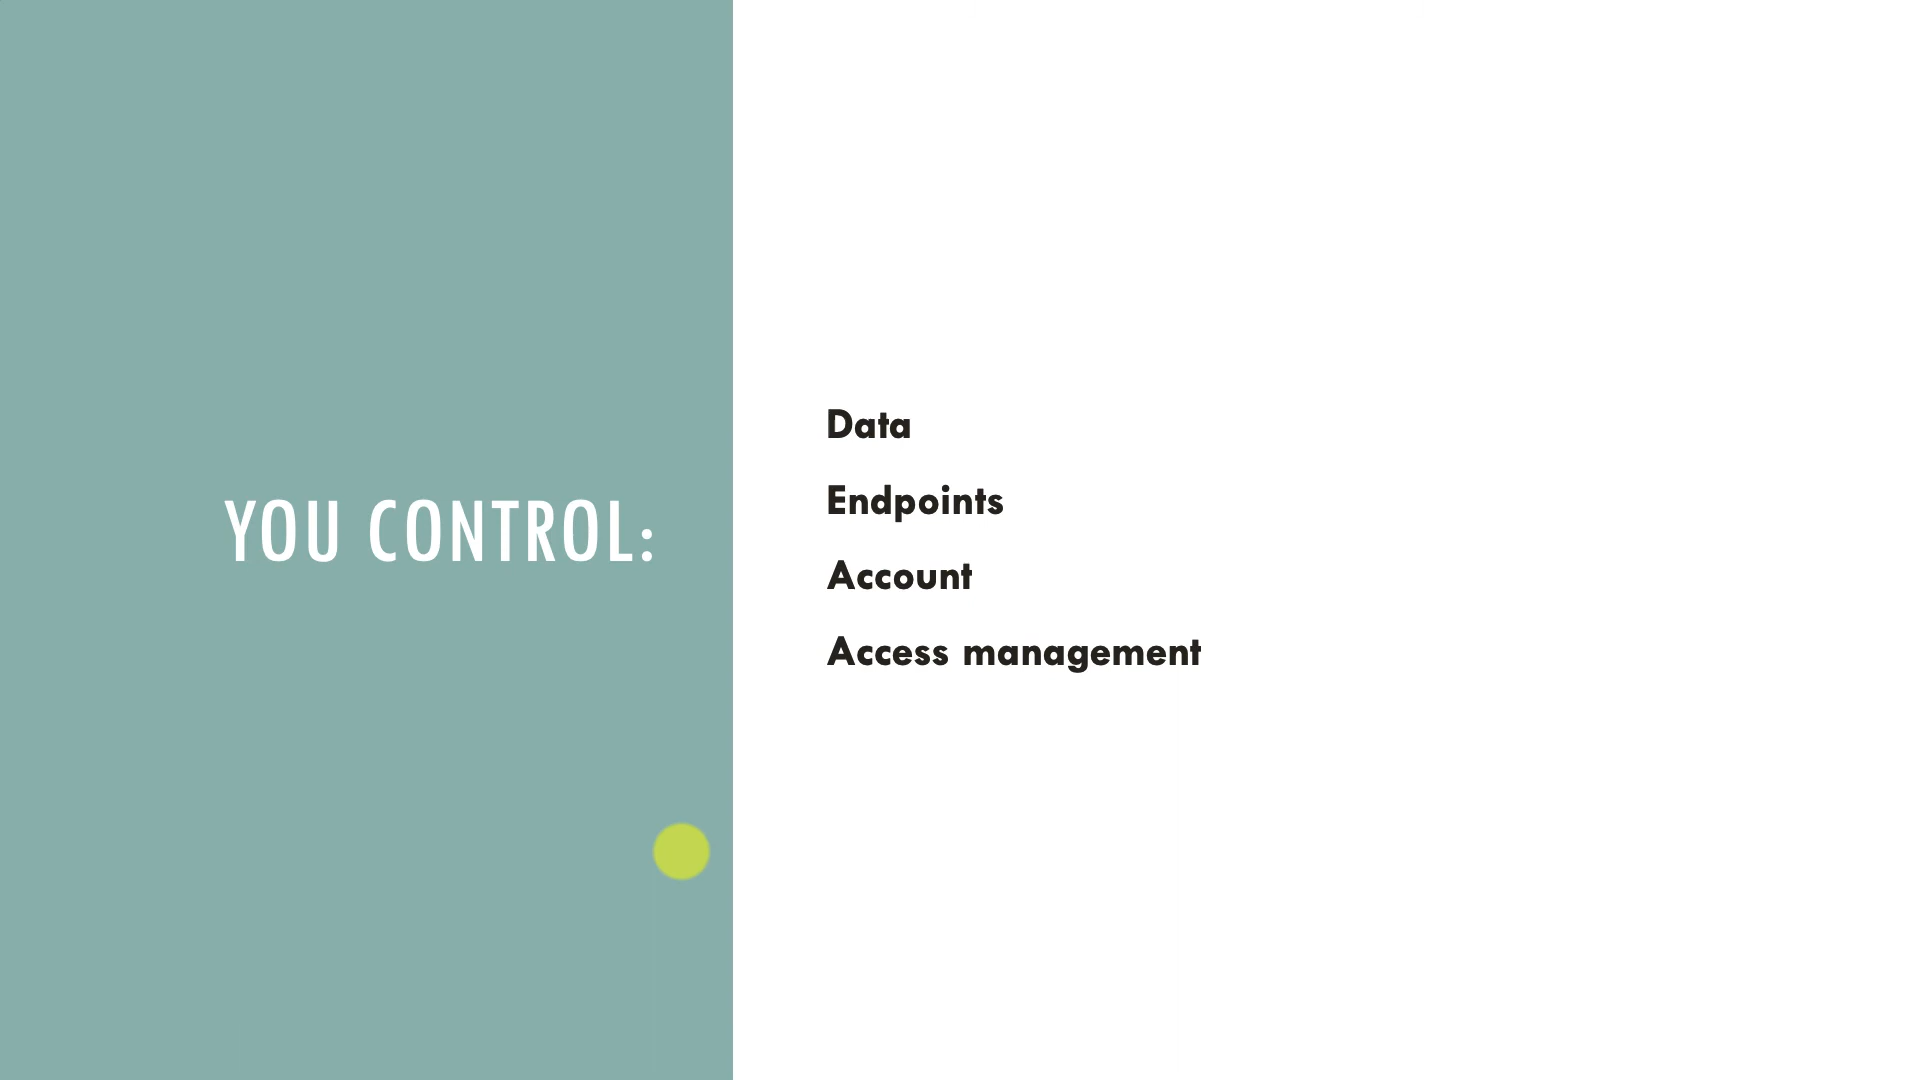 YOU CONTROL:
Data
Endpoints
Account
Access management